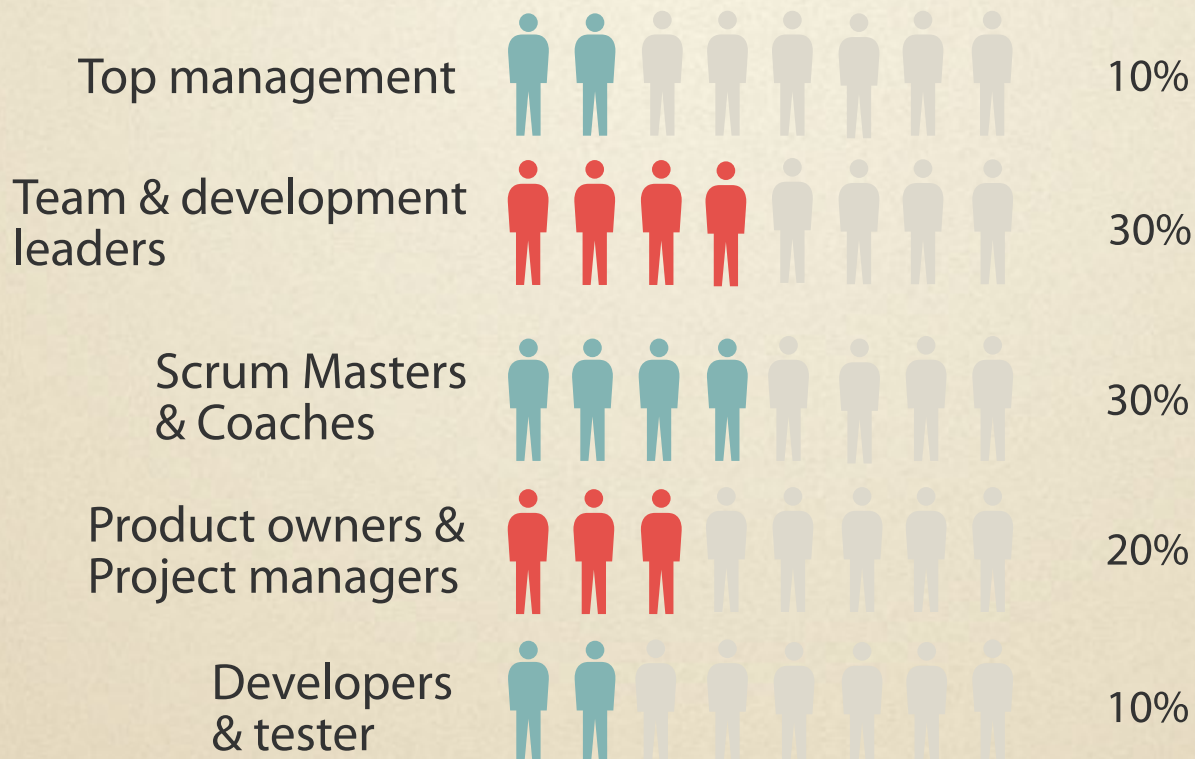 Top management
10%
Team & development
leaders
30%
Scrum Masters
& Coaches
30%
Product owners &
Project managers
20%
Developers
& tester
10%